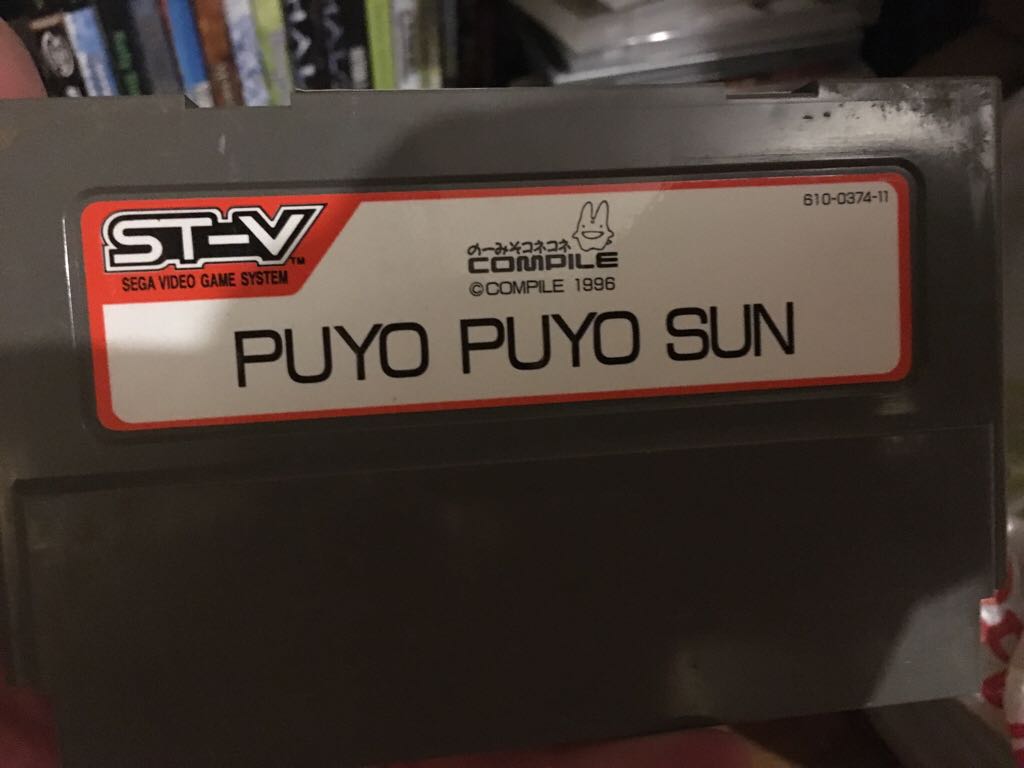 ST-V™
SEGA VIDEO GAME SYSTEM
610-0374-11
のーみそコネコネ
COMPILE
©COMPILE 1996
PUYO PUYO SUN